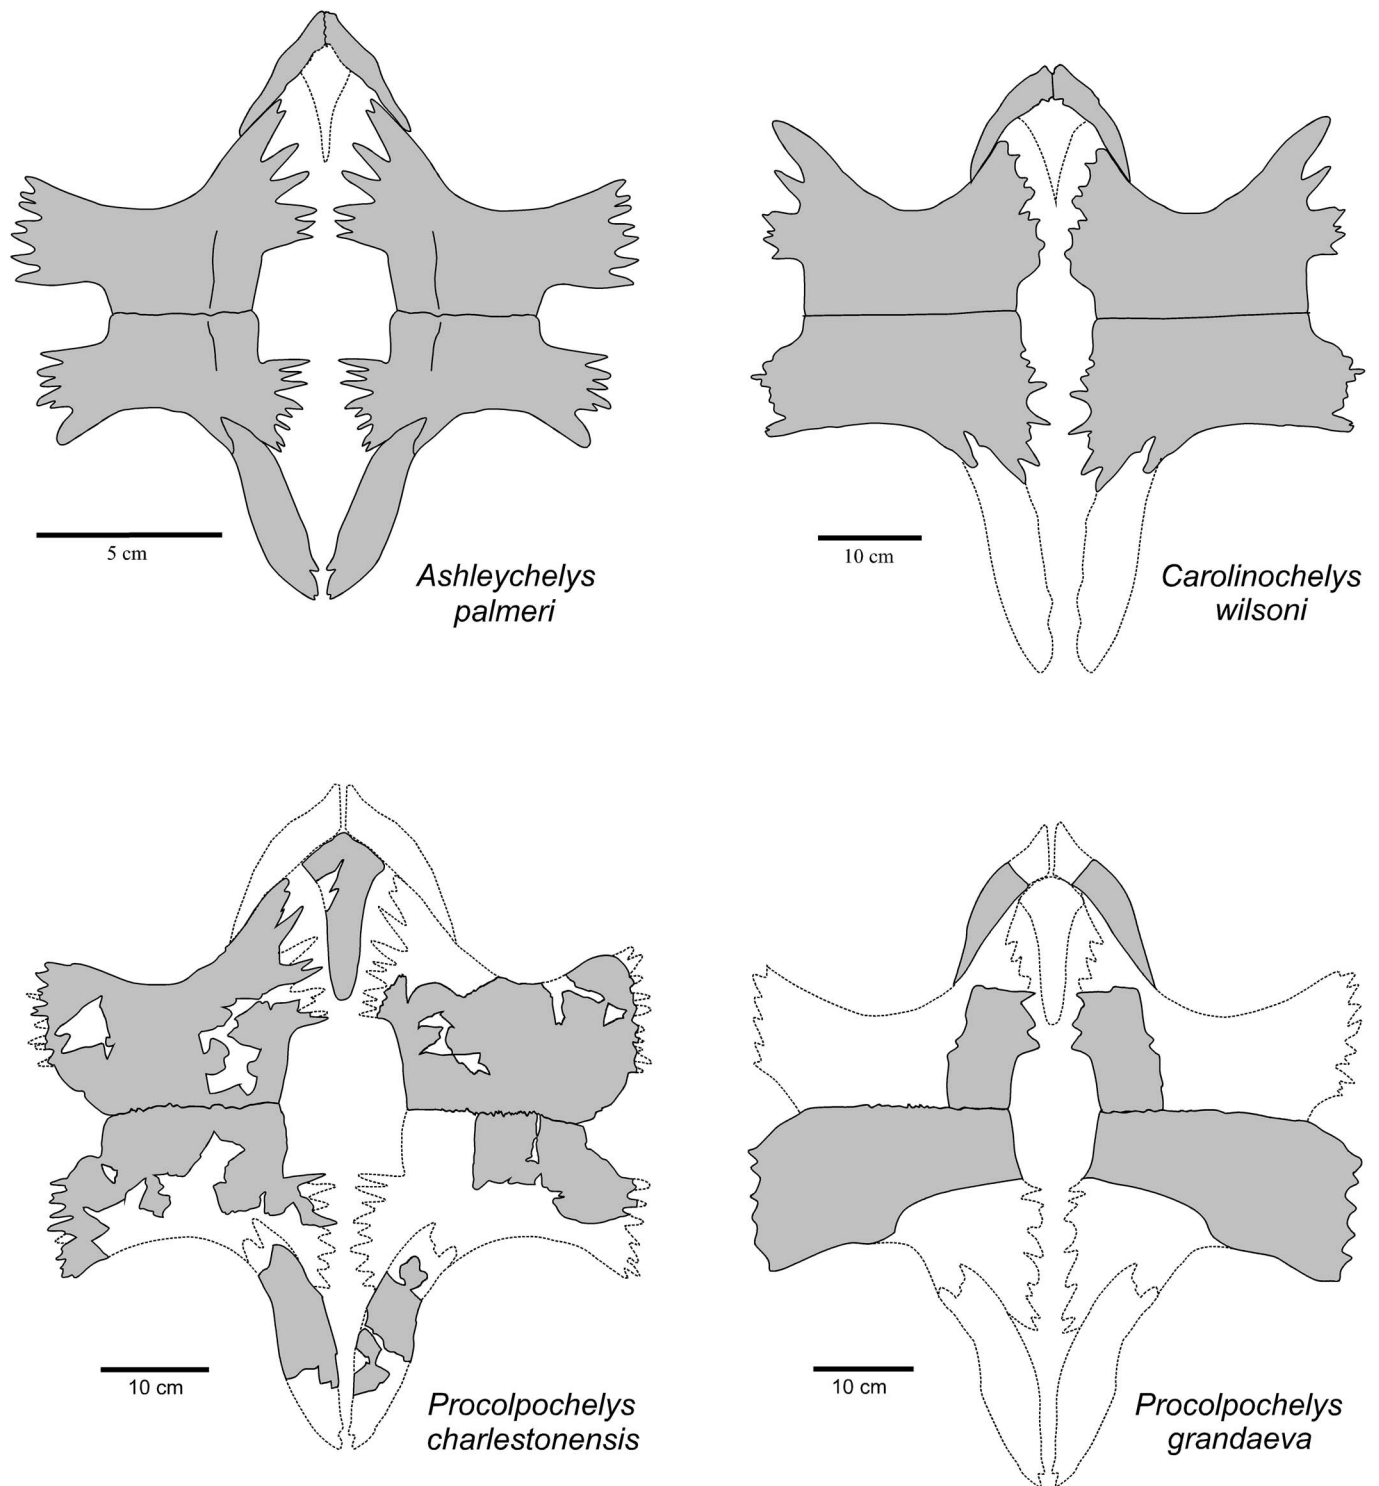 5 cm
Ashleychelys
palmeri
10 cm
Carolinochelys
wilsoni
10 cm
Procolpochelys
charlestonensis
10 cm
Procolpochelys
grandaeva